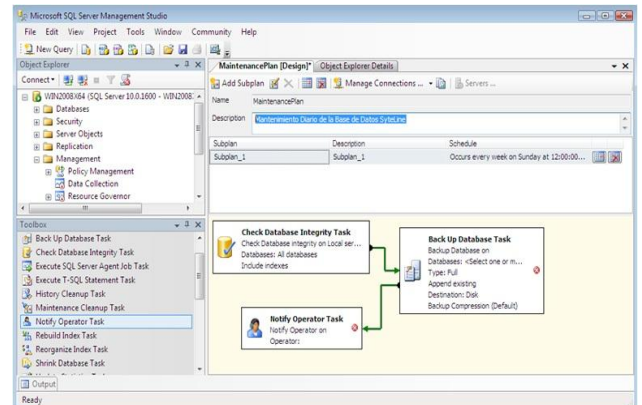 Microsoft SQL Server Management Studio
File Edit View Project Tools Window Community Help
New Query
Object Explorer
Connect
WIN2008X64 (SQL Server 10.0.1600 - WIN2008
Databases
Security
Server Objects
Replication
Management
Policy Management
Data Collection
Resource Governor
Toolbox
Back Up Database Task
Check Database Integrity Task
Execute SQL Server Agent Job Task
Execute T-SQL Statement Task
History Cleanup Task
Maintenance Cleanup Task
Notify Operator Task
Rebuild Index Task
Reorganize Index Task
Shrink Database Task
MaintenancePlan [Design]* Object Explorer Details
Add Subplan Manage Connections ... Servers ...
Name MaintenancePlan
Description Mantenimiento Diario de la Base de Datos SyteLine
Subplan Description Schedule
Subplan_1 Subplan_1 Occurs every week on Sunday at 12:00:00...
Check Database Integrity Task
Check Database integrity on Local ser...
Databases: All databases
Include indexes
Back Up Database Task
Backup Database on
Databases: <Select one or m...
Type: Full
Append existing
Destination: Disk
Backup Compression (Default)
Notify Operator Task
Notify Operator on
Operator:
Output
Ready